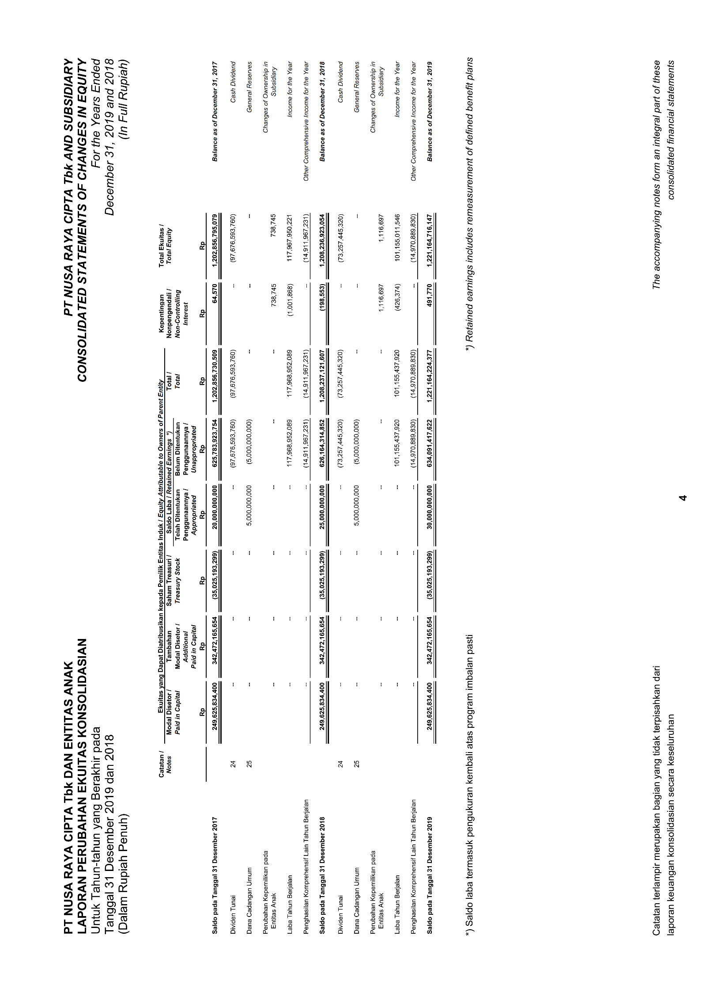 PT NUSA RAYA CIPTA Tbk DAN ENTITAS ANAK
LAPORAN PERUBAHAN EKUITAS KONSOLIDASIAN
Untuk Tahun-tahun yang Berakhir pada
Tanggal 31 Desember 2019 dan 2018
(Dalam Rupiah Penuh)
PT NUSA RAYA CIPTA Tbk AND SUBSIDIARY
CONSOLIDATED STATEMENTS OF CHANGES IN EQUITY
For the Years Ended
December 31, 2019 and 2018
(In Full Rupiah)
Catatan /
Notes
Ekuitas yang Dapat Diatribusikan kepada Pemilik Entitas Induk / Equity Attributable to Owners of Parent Entity
Modal Disetor /
Paid in Capital
Rp
Tambahan
Modal Disetor /
Additional
Paid in Capital
Rp
Saham Treasuri /
Treasury Stock
Rp
Saldo Laba / Retained Earnings *)
Telah Ditentukan
Penggunaannya /
Appropriated
Rp
Belum Ditentukan
Penggunaannya /
Unappropriated
Rp
Total /
Total
Rp
Kepentingan
Nonpengendali /
Non-Controlling
Interest
Rp
Total Ekuitas /
Total Equity
Rp
Saldo pada Tanggal 31 Desember 2017 249,625,834,400 342,472,165,654 (35,025,193,299) 20,000,000,000 625,783,923,754 1,202,856,730,509 64,570 1,202,856,795,079 Balance as of December 31, 2017
Dividen Tunai 24 -- -- -- -- (97,676,593,760) (97,676,593,760) -- (97,676,593,760) Cash Dividend
Dana Cadangan Umum 25 -- -- -- 5,000,000,000 (5,000,000,000) -- -- -- General Reserves
Perubahan Kepemilikan pada Changes of Ownership in
Entitas Anak -- -- -- -- -- -- 738,745 738,745 Subsidiary
Laba Tahun Berjalan -- -- -- -- 117,968,952,089 117,968,952,089 (1,001,868) 117,967,950,221 Income for the Year
Penghasilan Komprehensif Lain Tahun Berjalan -- -- -- -- (14,911,967,231) (14,911,967,231) -- (14,911,967,231) Other Comprehensive Income for the Year
Saldo pada Tanggal 31 Desember 2018 249,625,834,400 342,472,165,654 (35,025,193,299) 25,000,000,000 626,164,314,852 1,208,237,121,607 (198,553) 1,208,236,923,054 Balance as of December 31, 2018
Dividen Tunai 24 -- -- -- -- (73,257,445,320) (73,257,445,320) -- (73,257,445,320) Cash Dividend
Dana Cadangan Umum 25 -- -- -- 5,000,000,000 (5,000,000,000) -- -- -- General Reserves
Perubahan Kepemilikan pada Changes of Ownership in
Entitas Anak -- -- -- -- -- -- 1,116,697 1,116,697 Subsidiary
Laba Tahun Berjalan -- -- -- -- 101,155,437,920 101,155,437,920 (426,374) 101,155,011,546 Income for the Year
Penghasilan Komprehensif Lain Tahun Berjalan -- -- -- -- (14,970,889,830) (14,970,889,830) -- (14,970,889,830) Other Comprehensive Income for the Year
Saldo pada Tanggal 31 Desember 2019 249,625,834,400 342,472,165,654 (35,025,193,299) 30,000,000,000 634,091,417,622 1,221,164,224,377 491,770 1,221,164,716,147 Balance as of December 31, 2019
*) Saldo laba termasuk pengukuran kembali atas program imbalan pasti *) Retained earnings includes remeasurement of defined benefit plans
Catatan terlampir merupakan bagian yang tidak terpisahkan dari
laporan keuangan konsolidasian secara keseluruhan
The accompanying notes form an integral part of these
consolidated financial statements
4